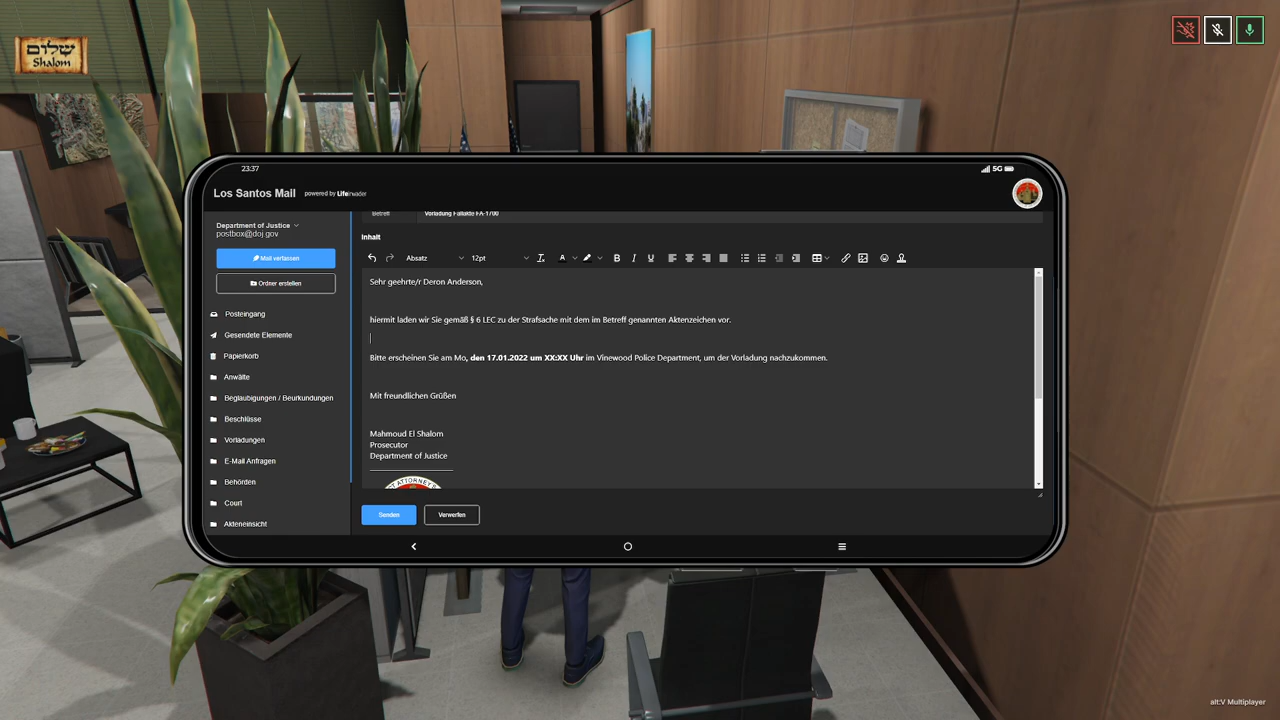 שלום
Shalom
23:37
5G
Los Santos Mail powered by LifeInvader
Department of Justice
postbox@doj.gov
Mail verfassen
Ordner erstellen
Posteingang
Gesendete Elemente
Papierkorb
Anwälte
Beglaubigungen / Beurkundungen
Beschlüsse
Vorladungen
E-Mail Anfragen
Behörden
Court
Akteneinsicht
Betreff Vorladung Fallakte FA-1700
Inhalt
Absatz 12pt
Sehr geehrte/r Deron Anderson,
hiermit laden wir Sie gemäß § 6 LEC zu der Strafsache mit dem im Betreff genannten Aktenzeichen vor.
Bitte erscheinen Sie am Mo, den 17.01.2022 um XX:XX Uhr im Vinewood Police Department, um der Vorladung nachzukommen.
Mit freundlichen Grüßen
Mahmoud El Shalom
Prosecutor
Department of Justice
ATTORNEY'S
Senden Verwerfen
alt:V Multiplayer